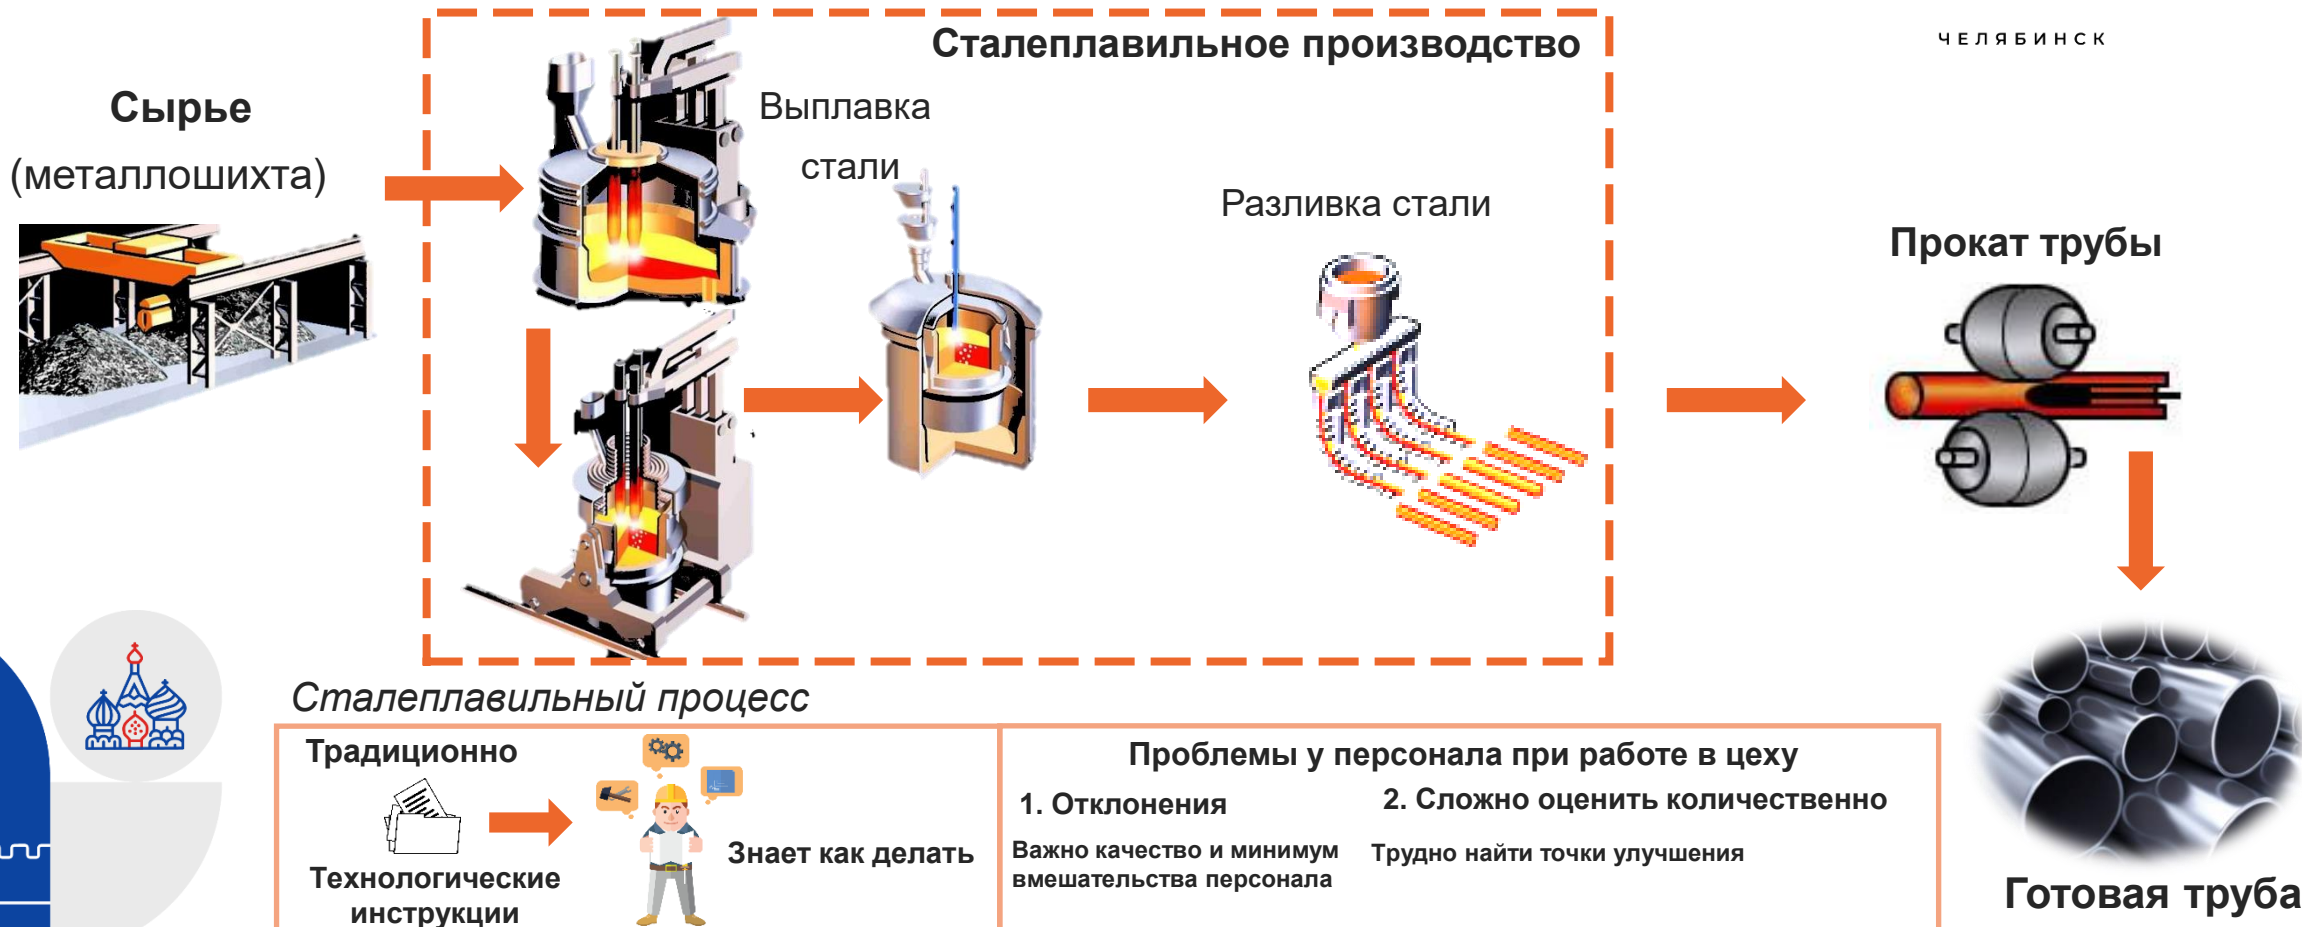 ЧЕЛЯБИНСК
Сталеплавильное производство
Сырье
(металлошихта)
Выплавка
стали
Разливка стали
Прокат трубы
Готовая труба
Сталеплавильный процесс
Традиционно
Технологические
инструкции
Знает как делать
Проблемы у персонала при работе в цеху
1. Отклонения
Важно качество и минимум
вмешательства персонала
2. Сложно оценить количественно
Трудно найти точки улучшения